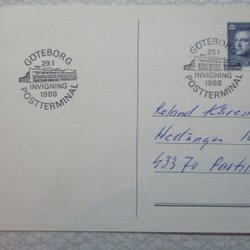 GÖTEBORG
29.1
INVIGNING
1988
POSTTERMINAL
GÖTEBORG
29.1
INVIGNING
1988
POSTTERMINAL
Roland
433 70